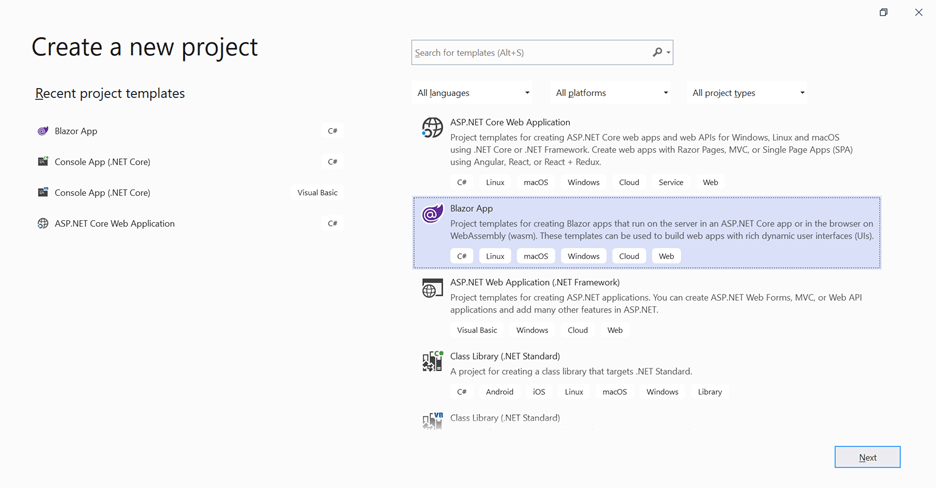 Create a new project
Recent project templates
Blazor App C#
Console App (.NET Core) C#
Console App (.NET Core) Visual Basic
ASP.NET Core Web Application C#
Search for templates (Alt+S)
All languages All platforms All project types
ASP.NET Core Web Application
Project templates for creating ASP.NET Core web apps and web APIs for Windows, Linux and macOS
using .NET Core or .NET Framework. Create web apps with Razor Pages, MVC, or Single Page Apps (SPA)
using Angular, React, or React + Redux.
C# Linux macOS Windows Cloud Service Web
Blazor App
Project templates for creating Blazor apps that run on the server in an ASP.NET Core app or in the browser on
WebAssembly (wasm). These templates can be used to build web apps with rich dynamic user interfaces (UIs).
C# Linux macOS Windows Cloud Web
ASP.NET Web Application (.NET Framework)
Project templates for creating ASP.NET applications. You can create ASP.NET Web Forms, MVC, or Web API
applications and add many other features in ASP.NET.
Visual Basic Windows Cloud Web
Class Library (.NET Standard)
A project for creating a class library that targets .NET Standard.
C# Android iOS Linux macOS Windows Library
VB
Class Library (.NET Standard)
Next